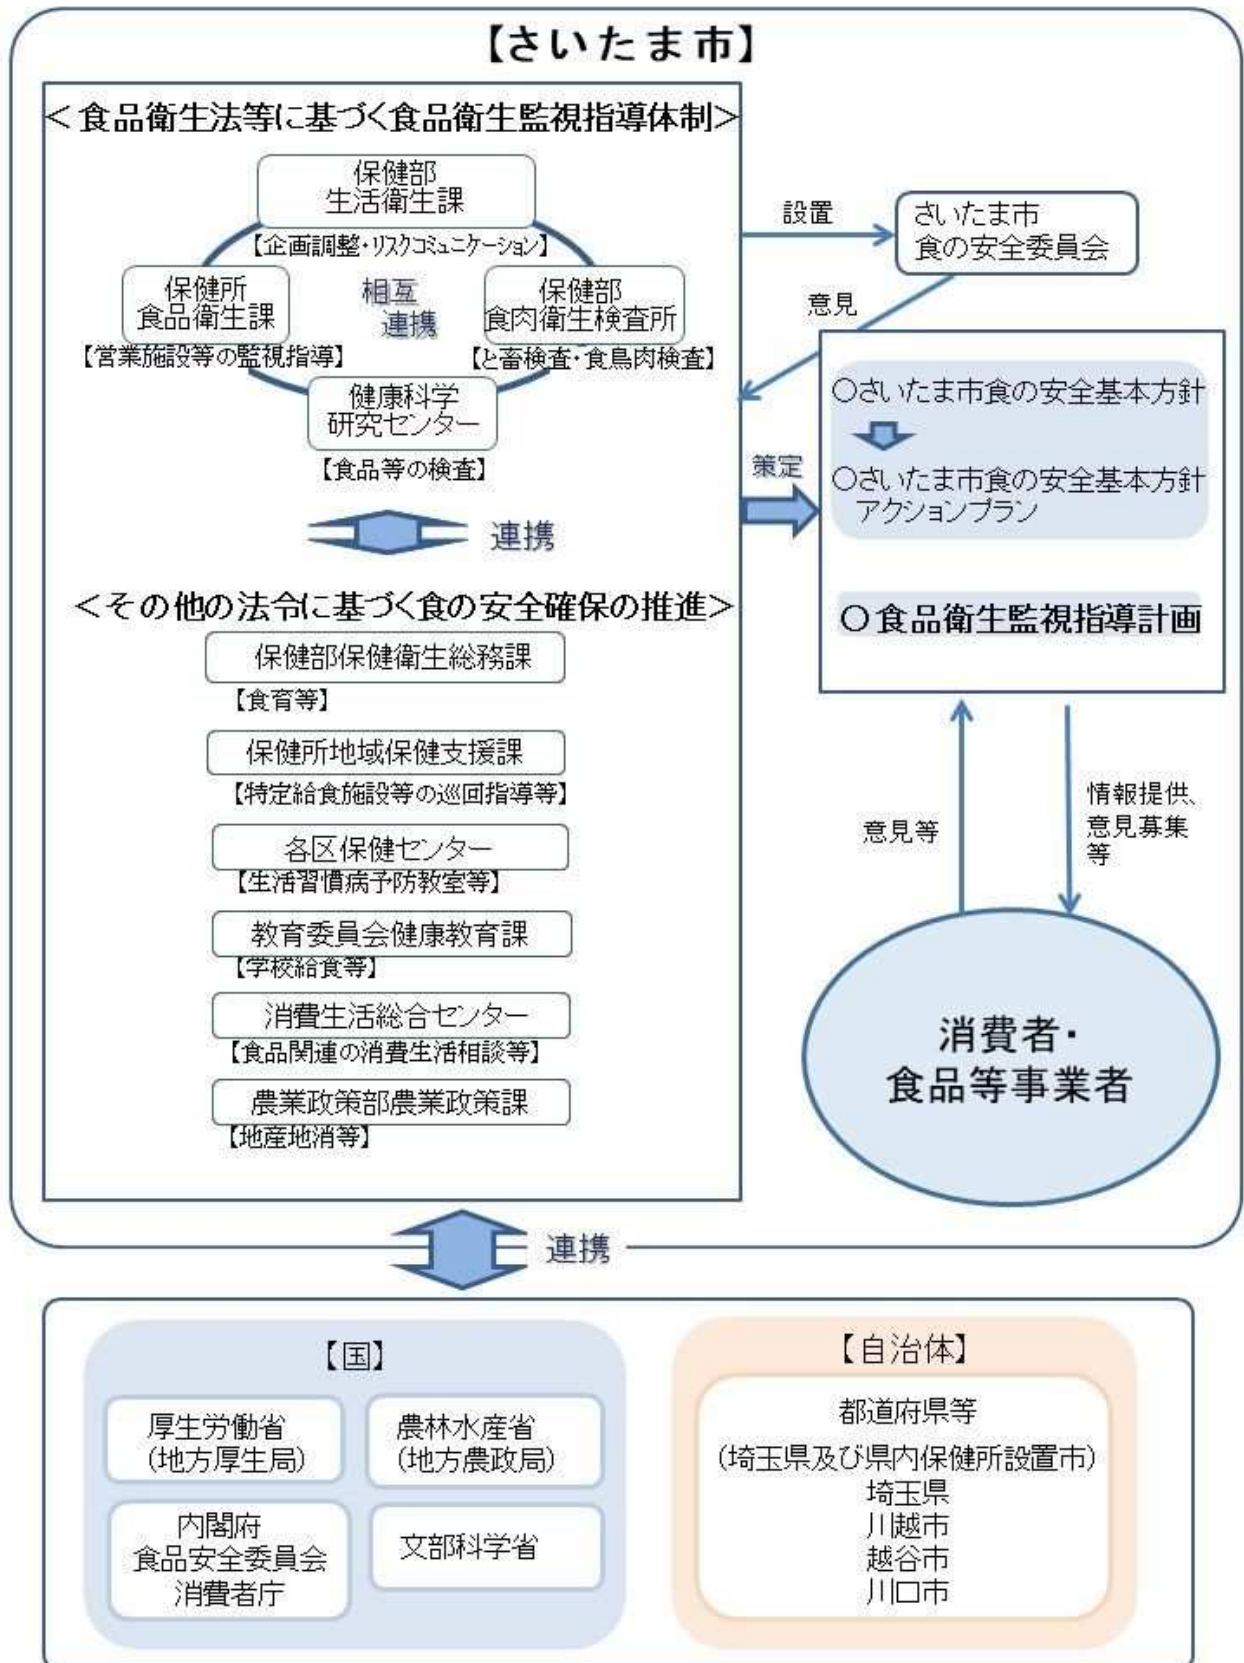 【さいたま市】
＜食品衛生法等に基づく食品衛生監視指導体制＞
保健部
生活衛生課
【企画調整・リスクコミュニケーション】
保健所
食品衛生課
【営業施設等の監視指導】
相互
連携
保健部
食肉衛生検査所
【と畜検査・食鳥肉検査】
健康科学
研究センター
【食品等の検査】
連携
＜その他の法令に基づく食の安全確保の推進＞
保健部保健衛生総務課
【食育等】
保健所地域保健支援課
【特定給食施設等の巡回指導等】
各区保健センター
【生活習慣病予防教室等】
教育委員会健康教育課
【学校給食等】
消費生活総合センター
【食品関連の消費生活相談等】
農業政策部農業政策課
【地産地消等】
設置
さいたま市
食の安全委員会
意見
策定
〇さいたま市食の安全基本方針
〇さいたま市食の安全基本方針
アクションプラン
〇食品衛生監視指導計画
意見等
情報提供、
意見募集
等
消費者・
食品等事業者
連携
【国】
厚生労働省
(地方厚生局)
農林水産省
(地方農政局)
内閣府
食品安全委員会
消費者庁
文部科学省
【自治体】
都道府県等
(埼玉県及び県内保健所設置市)
埼玉県
川越市
越谷市
川口市